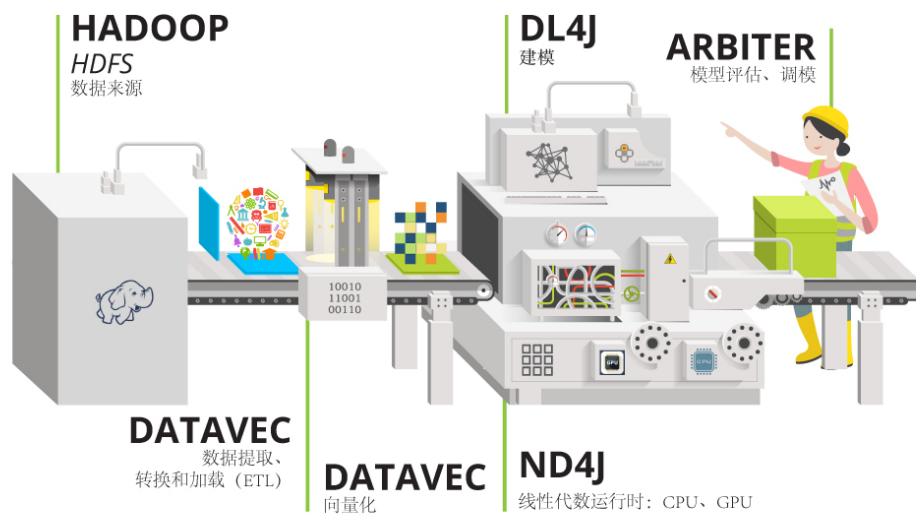 HADOOP
HDFS
数据来源
DL4J
建模
ARBITER
模型评估、调模
10010
11001
00110
GPU
CPU
DATAVEC
数据提取、
转换和加载（ETL）
DATAVEC
向量化
ND4J
线性代数运行时：CPU、GPU